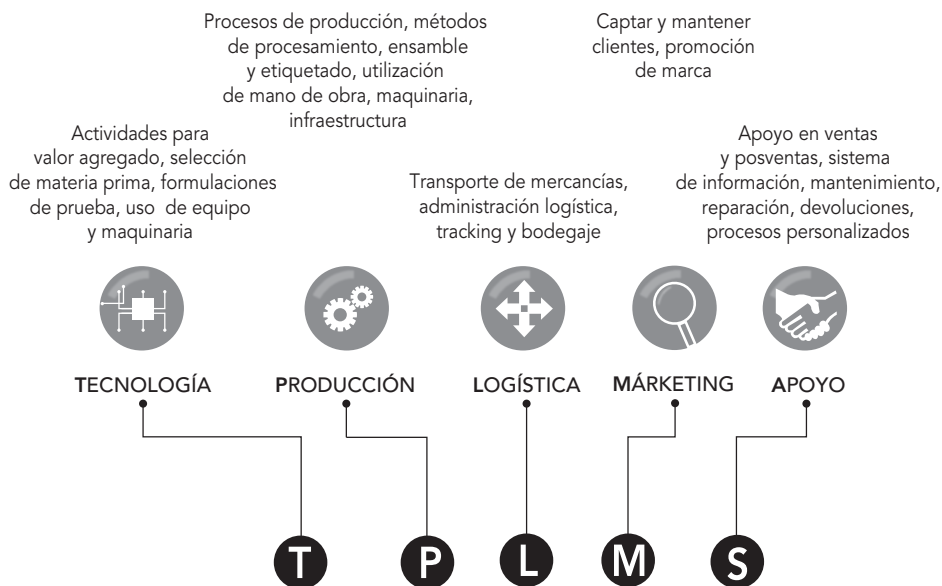 Procesos de producción, métodos
de procesamiento, ensamble
y etiquetado, utilización
de mano de obra, maquinaria,
infraestructura
Captar y mantener
clientes, promoción
de marca
Actividades para
valor agregado, selección
de materia prima, formulaciones
de prueba, uso de equipo
y maquinaria
Transporte de mercancías,
administración logística,
tracking y bodegaje
Apoyo en ventas
y posventas, sistema
de información, mantenimiento,
reparación, devoluciones,
procesos personalizados
TECNOLOGÍA
PRODUCCIÓN
LOGÍSTICA
MÁRKETING
APOYO
T
P
L
M
S